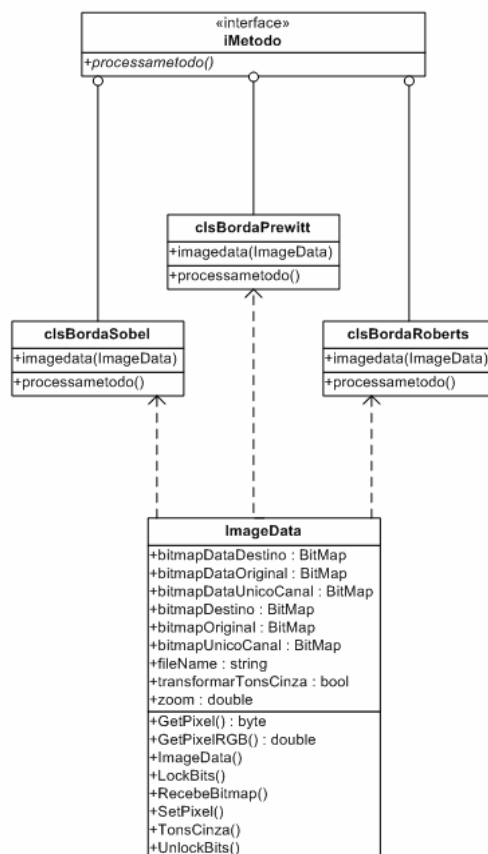 «interface»
iMetodo
+processametodo()
clsBordaPrewitt
+imagedata(ImageData)
+processametodo()
clsBordaSobel
+imagedata(ImageData)
+processametodo()
clsBordaRoberts
+imagedata(ImageData)
+processametodo()
ImageData
+bitmapDataDestino : BitMap
+bitmapDataOriginal : BitMap
+bitmapDataUnicoCanal : BitMap
+bitmapDestino : BitMap
+bitmapOriginal : BitMap
+bitmapUnicoCanal : BitMap
+fileName : string
+transformarTonsCinza : bool
+zoom : double
+GetPixel() : byte
+GetPixelRGB() : double
+ImageData()
+LockBits()
+RecebeBitmap()
+SetPixel()
+TonsCinza()
+UnlockBits()